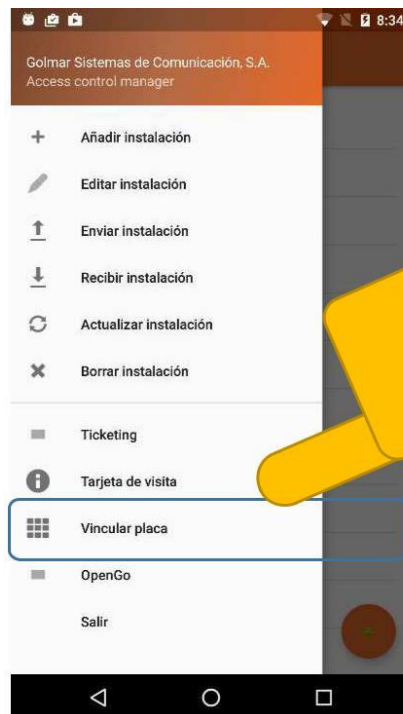 8:34
Golmar Sistemas de Comunicación, S.A.
Access control manager
Añadir instalación
Editar instalación
Enviar instalación
Recibir instalación
Actualizar instalación
Borrar instalación
Ticketing
Tarjeta de visita
Vincular placa
OpenGo
Salir